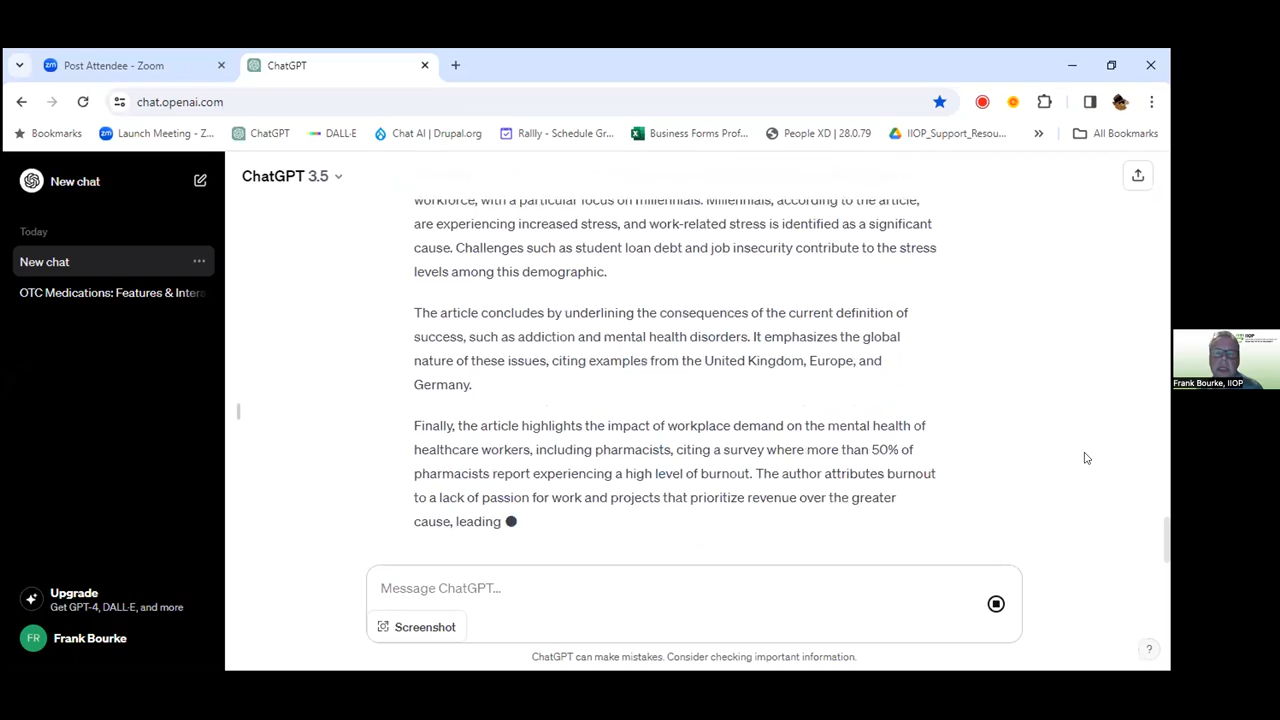 Post Attendee - Zoom
ChatGPT
chat.openai.com
Bookmarks
Launch Meeting - Z...
ChatGPT
DALL·E
Chat AI | Drupal.org
Rallly - Schedule Gr...
Business Forms Prof...
People XD | 28.0.79
IIOP_Support_Resou...
All Bookmarks
New chat
Today
New chat
OTC Medications: Features & Inter
Upgrade
Get GPT-4, DALL·E, and more
FR
Frank Bourke
ChatGPT 3.5
workforce, with a particular focus on millennials. Millennials, according to the article,
are experiencing increased stress, and work-related stress is identified as a significant
cause. Challenges such as student loan debt and job insecurity contribute to the stress
levels among this demographic.
The article concludes by underlining the consequences of the current definition of
success, such as addiction and mental health disorders. It emphasizes the global
nature of these issues, citing examples from the United Kingdom, Europe, and
Germany.
Finally, the article highlights the impact of workplace demand on the mental health of
healthcare workers, including pharmacists, citing a survey where more than 50% of
pharmacists report experiencing a high level of burnout. The author attributes burnout
to a lack of passion for work and projects that prioritize revenue over the greater
cause, leading
Message ChatGPT...
Screenshot
ChatGPT can make mistakes. Consider checking important information.
?
IIOP
Frank Bourke, IIOP